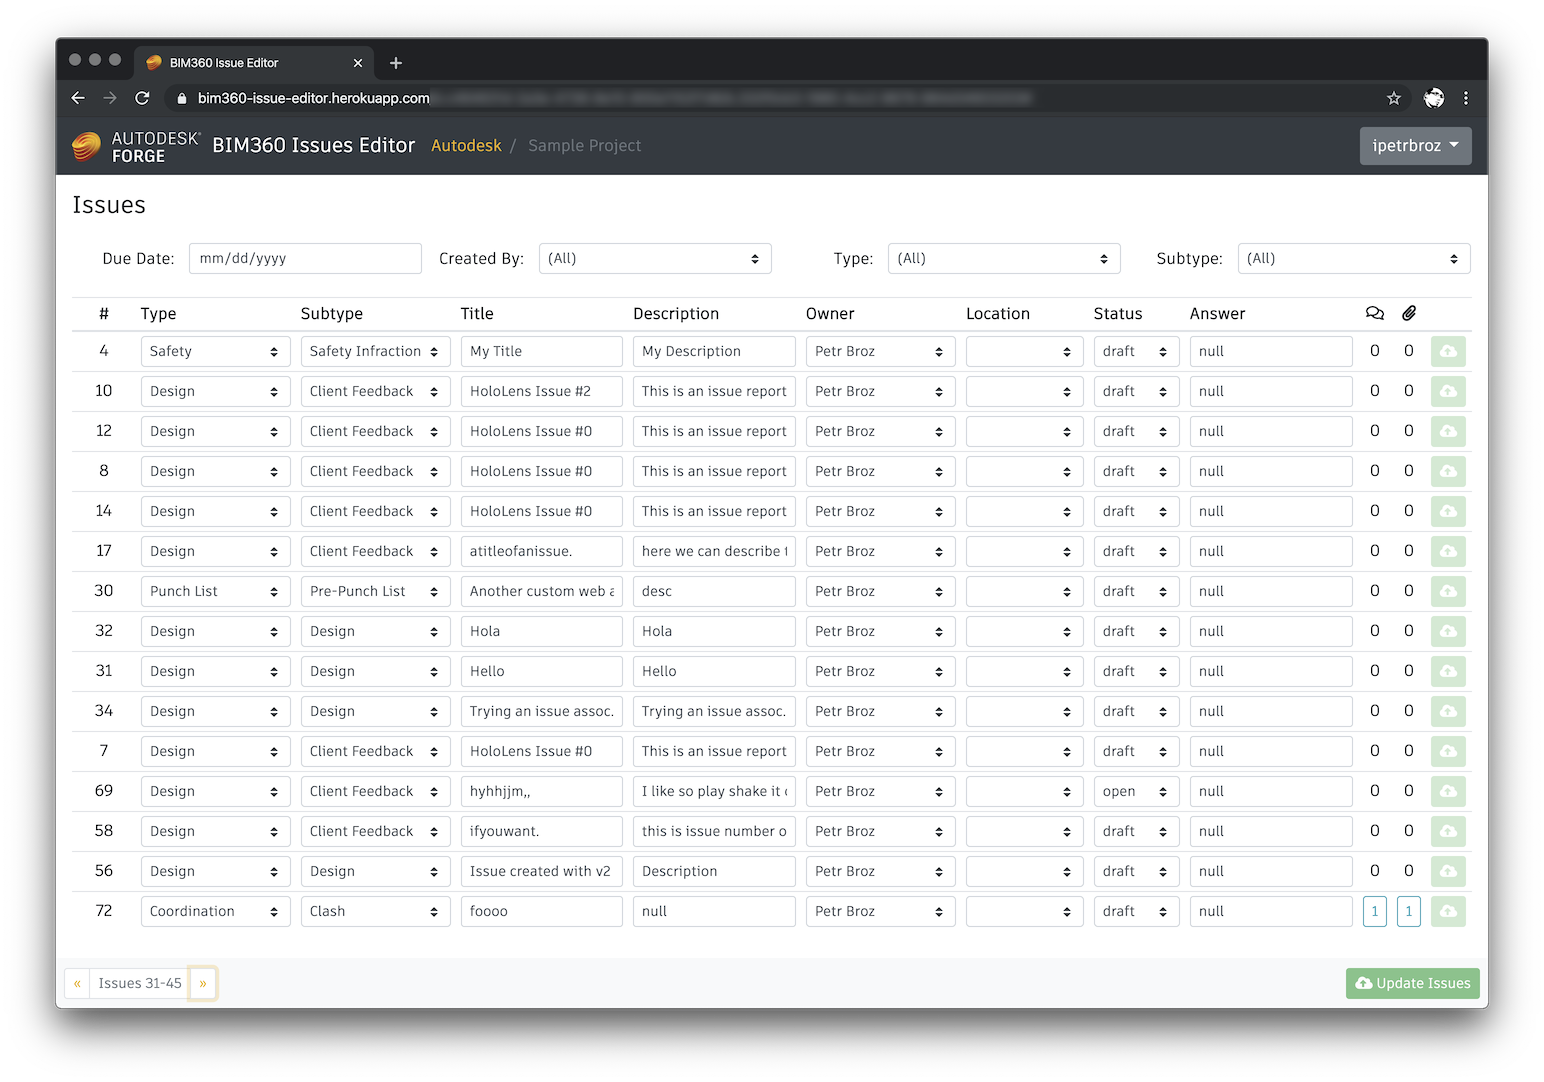 BIM360 Issue Editor
bim360-issue-editor.herokuapp.com
AUTODESK® FORGE BIM360 Issues Editor Autodesk / Sample Project ipetrbroz
Issues
Due Date: mm/dd/yyyy Created By: (All) Type: (All) Subtype: (All)
# Type Subtype Title Description Owner Location Status Answer
4 Safety Safety Infraction My Title My Description Petr Broz draft null 0 0
10 Design Client Feedback HoloLens Issue #2 This is an issue report Petr Broz draft null 0 0
12 Design Client Feedback HoloLens Issue #0 This is an issue report Petr Broz draft null 0 0
8 Design Client Feedback HoloLens Issue #0 This is an issue report Petr Broz draft null 0 0
14 Design Client Feedback HoloLens Issue #0 This is an issue report Petr Broz draft null 0 0
17 Design Client Feedback atitleofanissue. here we can describe Petr Broz draft null 0 0
30 Punch List Pre-Punch List Another custom web Petr Broz desc draft null 0 0
32 Design Design Hola Hola Petr Broz draft null 0 0
31 Design Design Hello Hello Petr Broz draft null 0 0
34 Design Design Trying an issue assoc. Trying an issue assoc. Petr Broz draft null 0 0
7 Design Client Feedback HoloLens Issue #0 This is an issue report Petr Broz draft null 0 0
69 Design Client Feedback hyhhjjm,, I like so play shake it Petr Broz open null 0 0
58 Design Client Feedback ifyouwant. this is issue number o Petr Broz draft null 0 0
56 Design Design Issue created with v2 Description Petr Broz draft null 0 0
72 Coordination Clash foooo null Petr Broz draft null 1 1
« Issues 31-45 » Update Issues